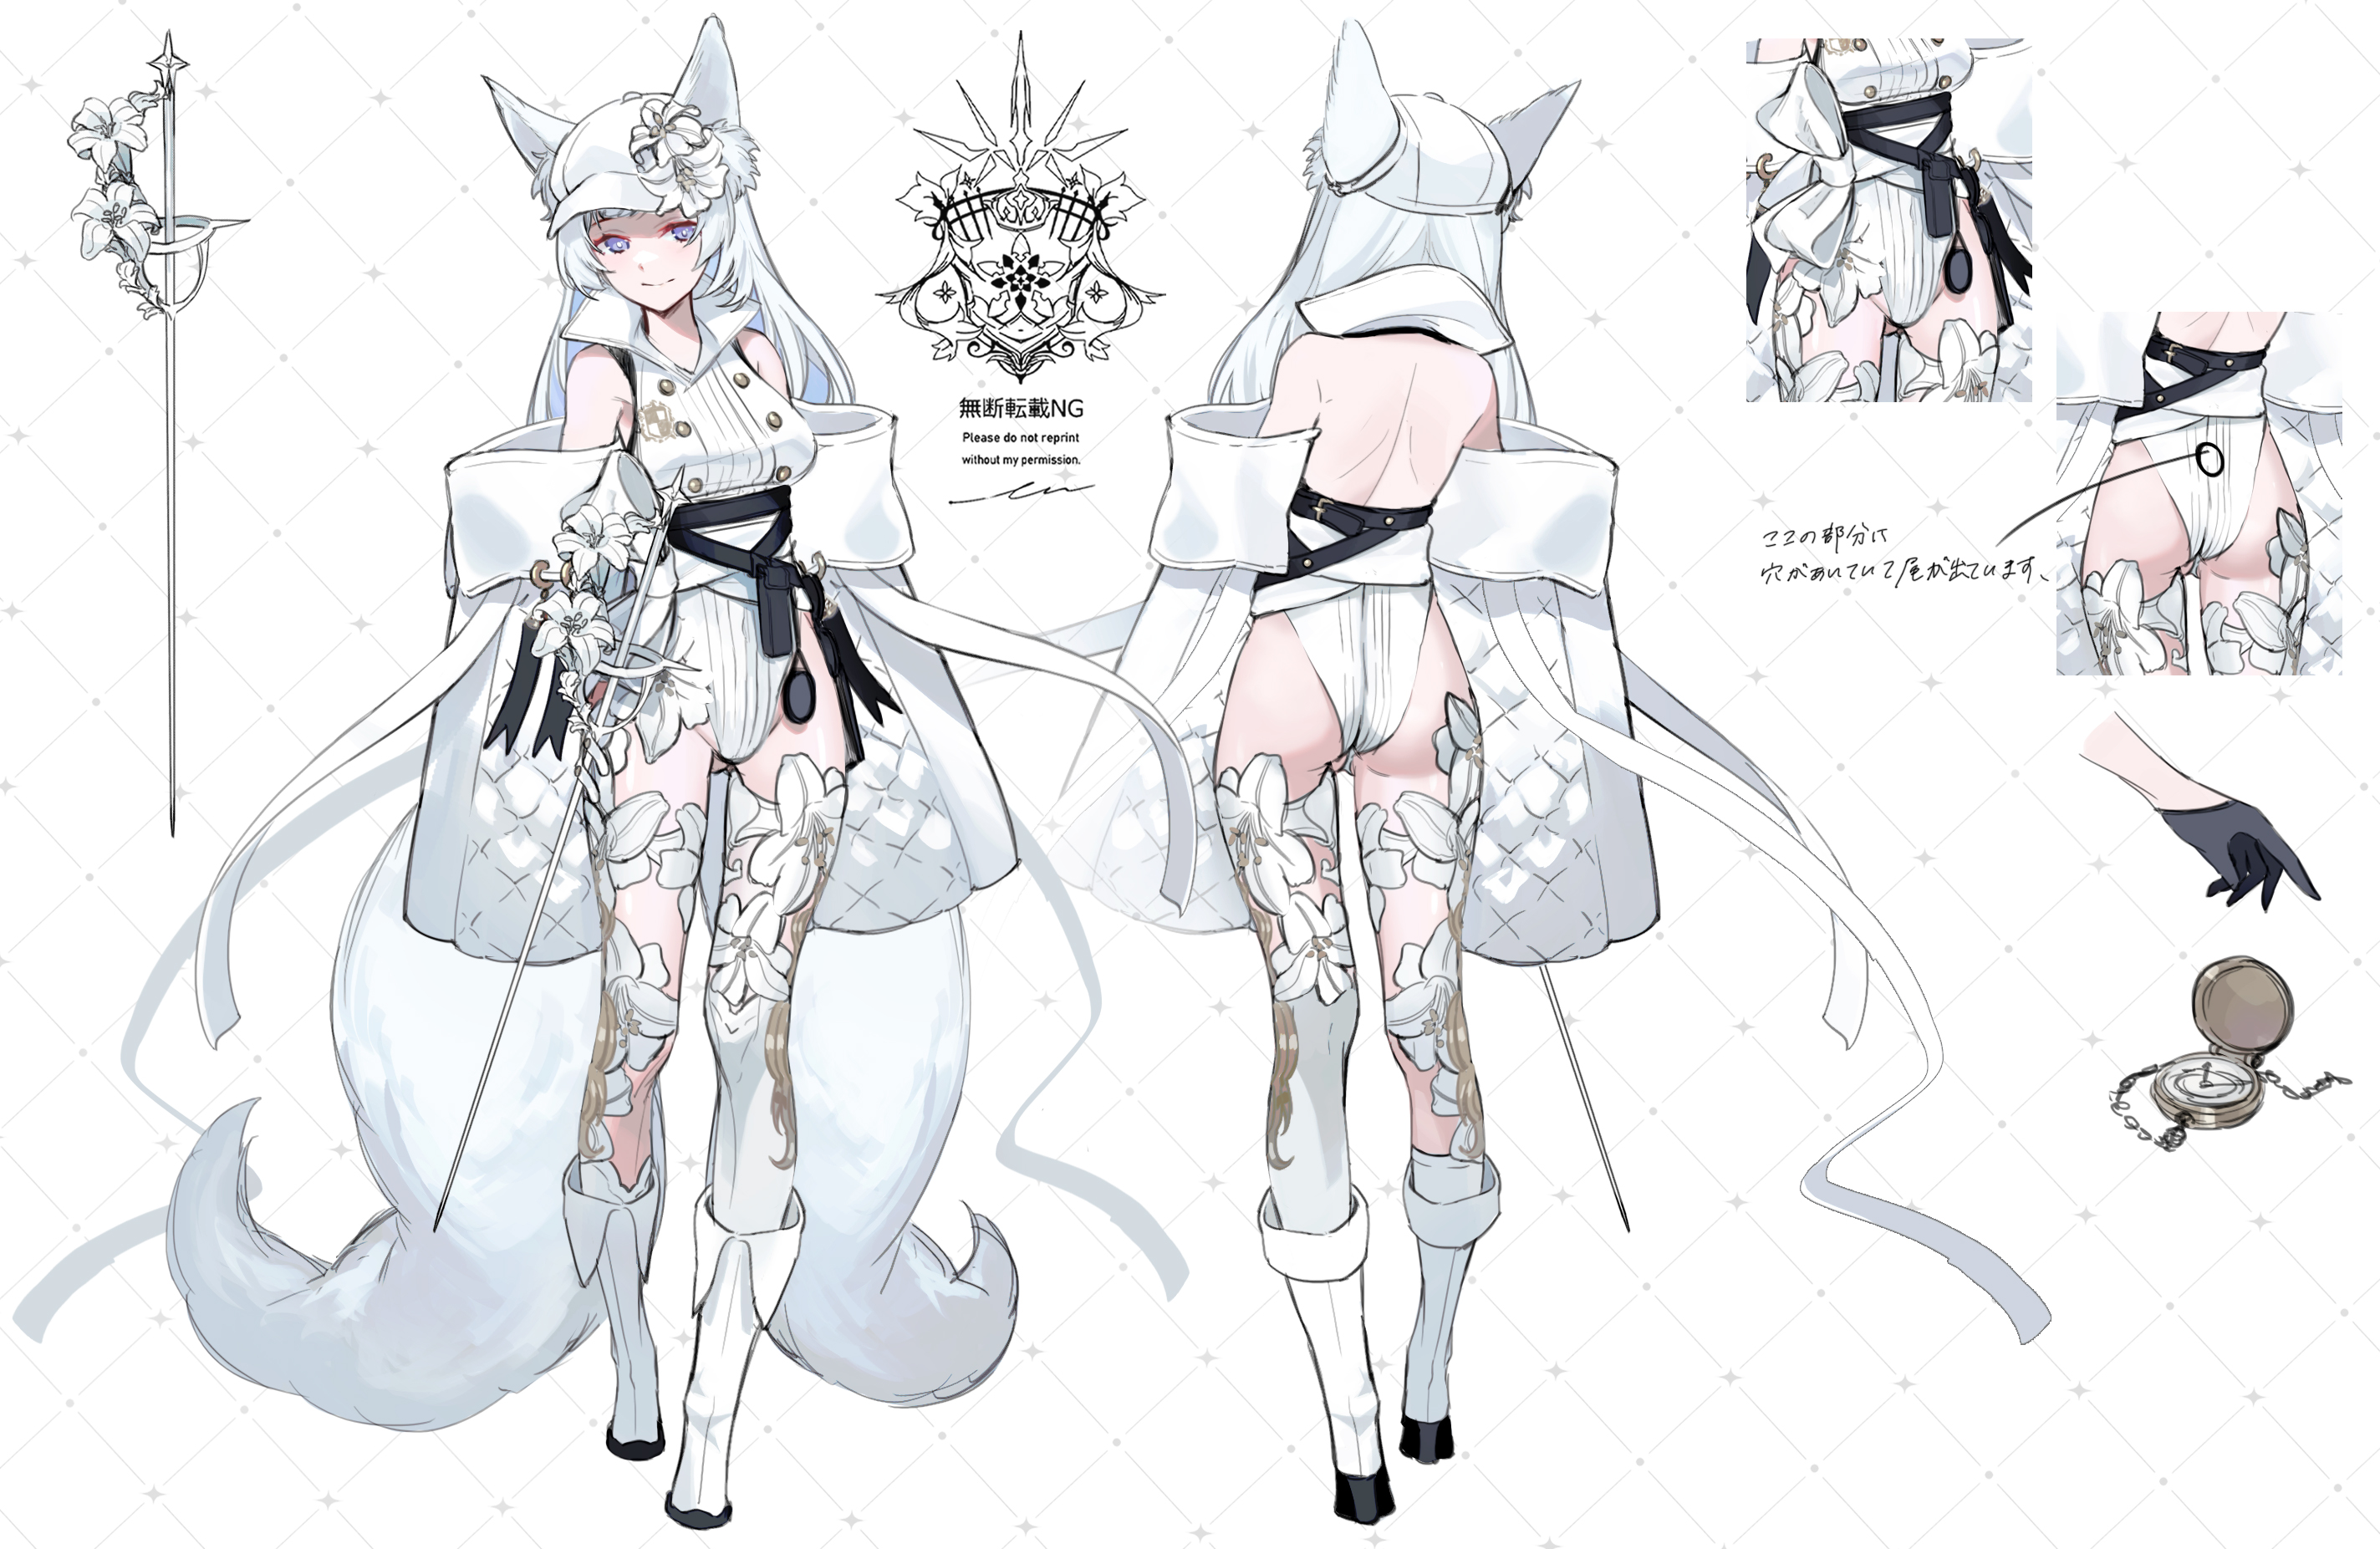 無断転載NG
Please do not reprint
without my permission.
ここの部分は
穴があいていて尾が出ています。